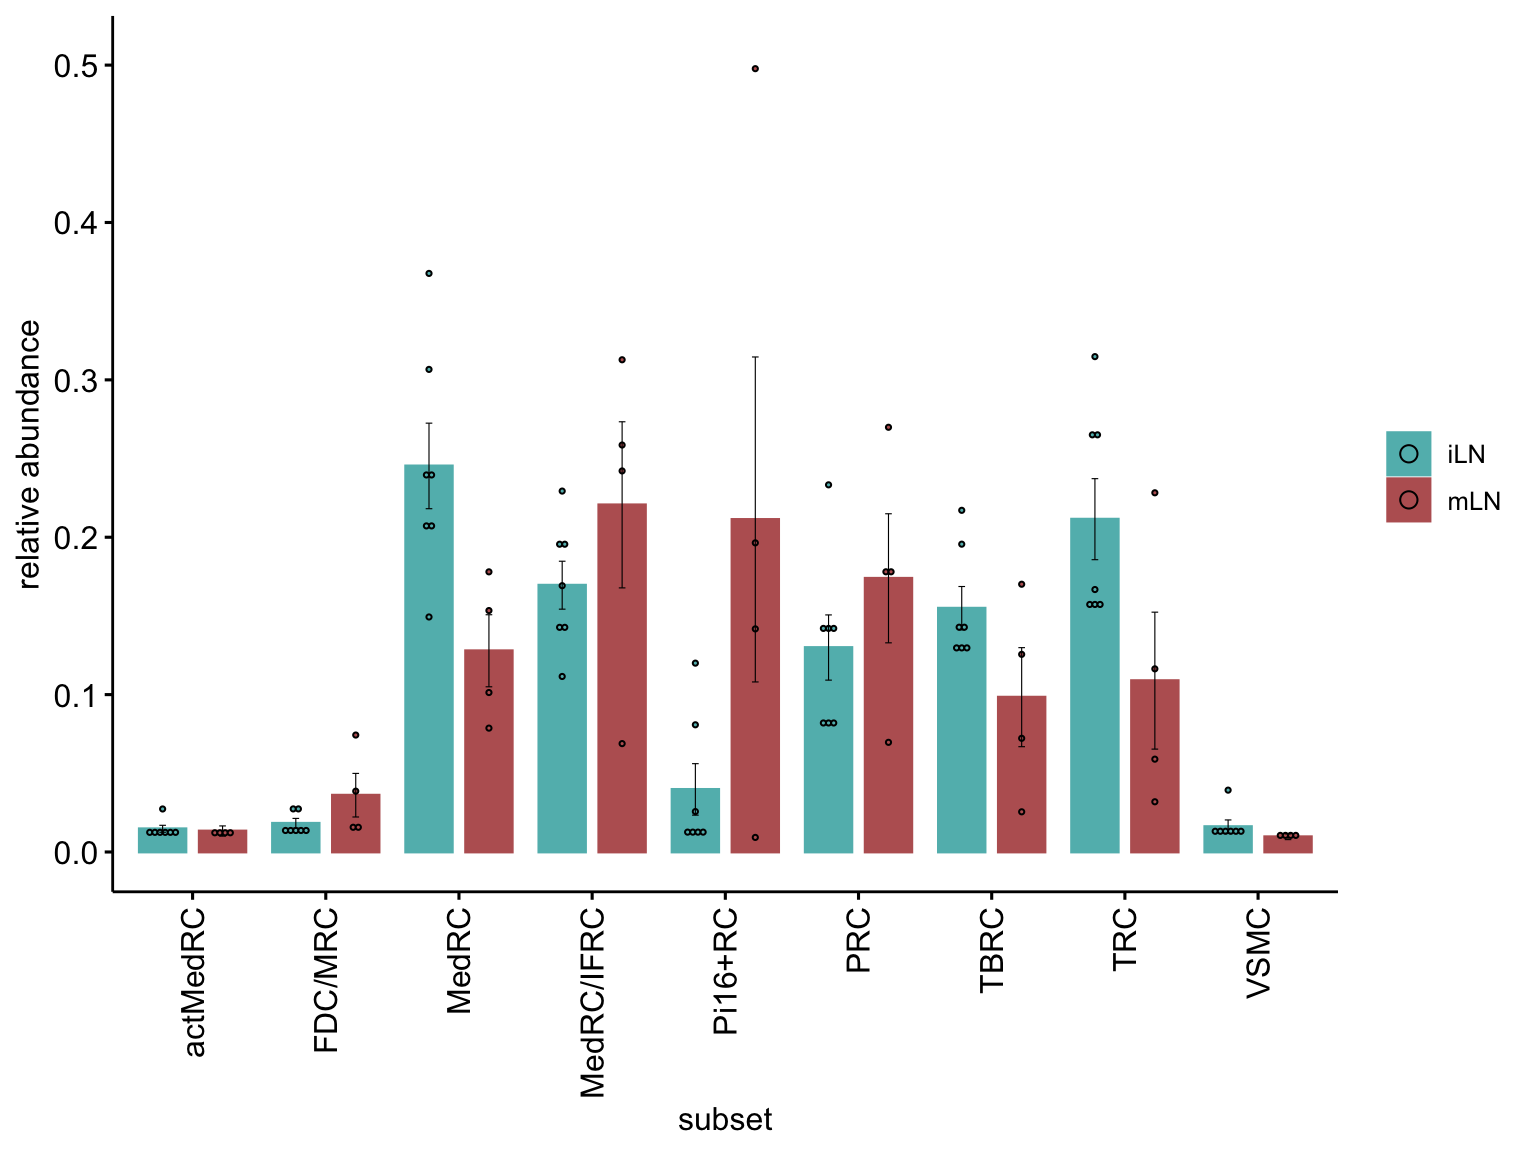 relative abundance
0.5
0.4
0.3
0.2
0.1
0.0
actMedRC
FDC/MRC
MedRC
MedRC/IFRC
Pi16+RC
PRC
TBRC
TRC
VSMC
subset
iLN
mLN